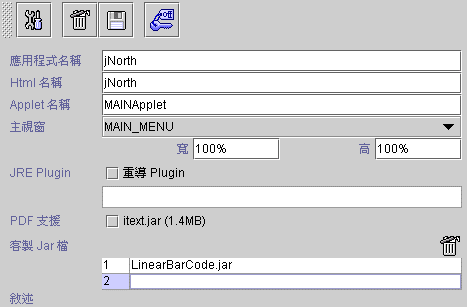 Off
應用程式名稱 jNorth
Html 名稱 jNorth
Applet 名稱 MAINApplet
主視窗 MAIN_MENU
寬 100% 高 100%
JRE Plugin 重導 Plugin
PDF 支援 itext.jar (1.4MB)
客製 Jar 檔
1 LinearBarCode.jar
2
敘述